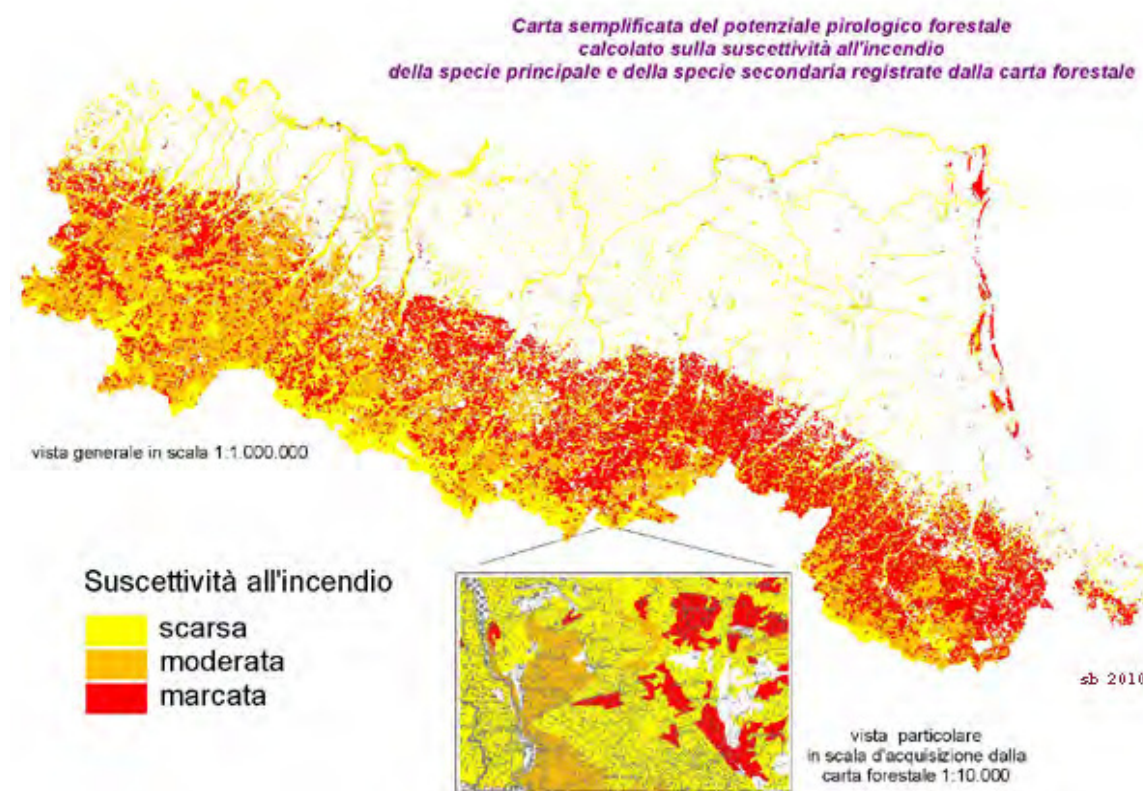 Carta semplificata del potenziale pirologico forestale
calcolato sulla suscettività all'incendio
della specie principale e della specie secondaria registrate dalla carta forestale
vista generale in scala 1:1.000.000
Suscettività all'incendio
scarsa
moderata
marcata
sb 2010
vista particolare
in scala d'acquisizione dalla
carta forestale 1:10.000